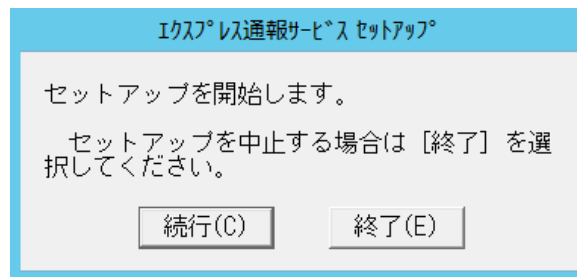 ｴｸｽﾌﾟﾚｽ通報ｻｰﾋﾞｽ ｾｯﾄｱｯﾌﾟ
セットアップを開始します。
　セットアップを中止する場合は［終了］を選
択してください。
続行(C)
終了(E)